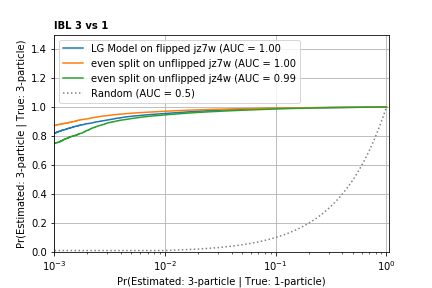 IBL 3 vs 1
Pr(Estimated: 3-particle | True: 3-particle)
1.4
1.2
1.0
0.8
0.6
0.4
0.2
0.0
LG Model on flipped jz7w (AUC = 1.00
even split on unflipped jz7w (AUC = 1.00
even split on unflipped jz4w (AUC = 0.99
Random (AUC = 0.5)
10⁻³ 10⁻² 10⁻¹ 10⁰
Pr(Estimated: 3-particle | True: 1-particle)